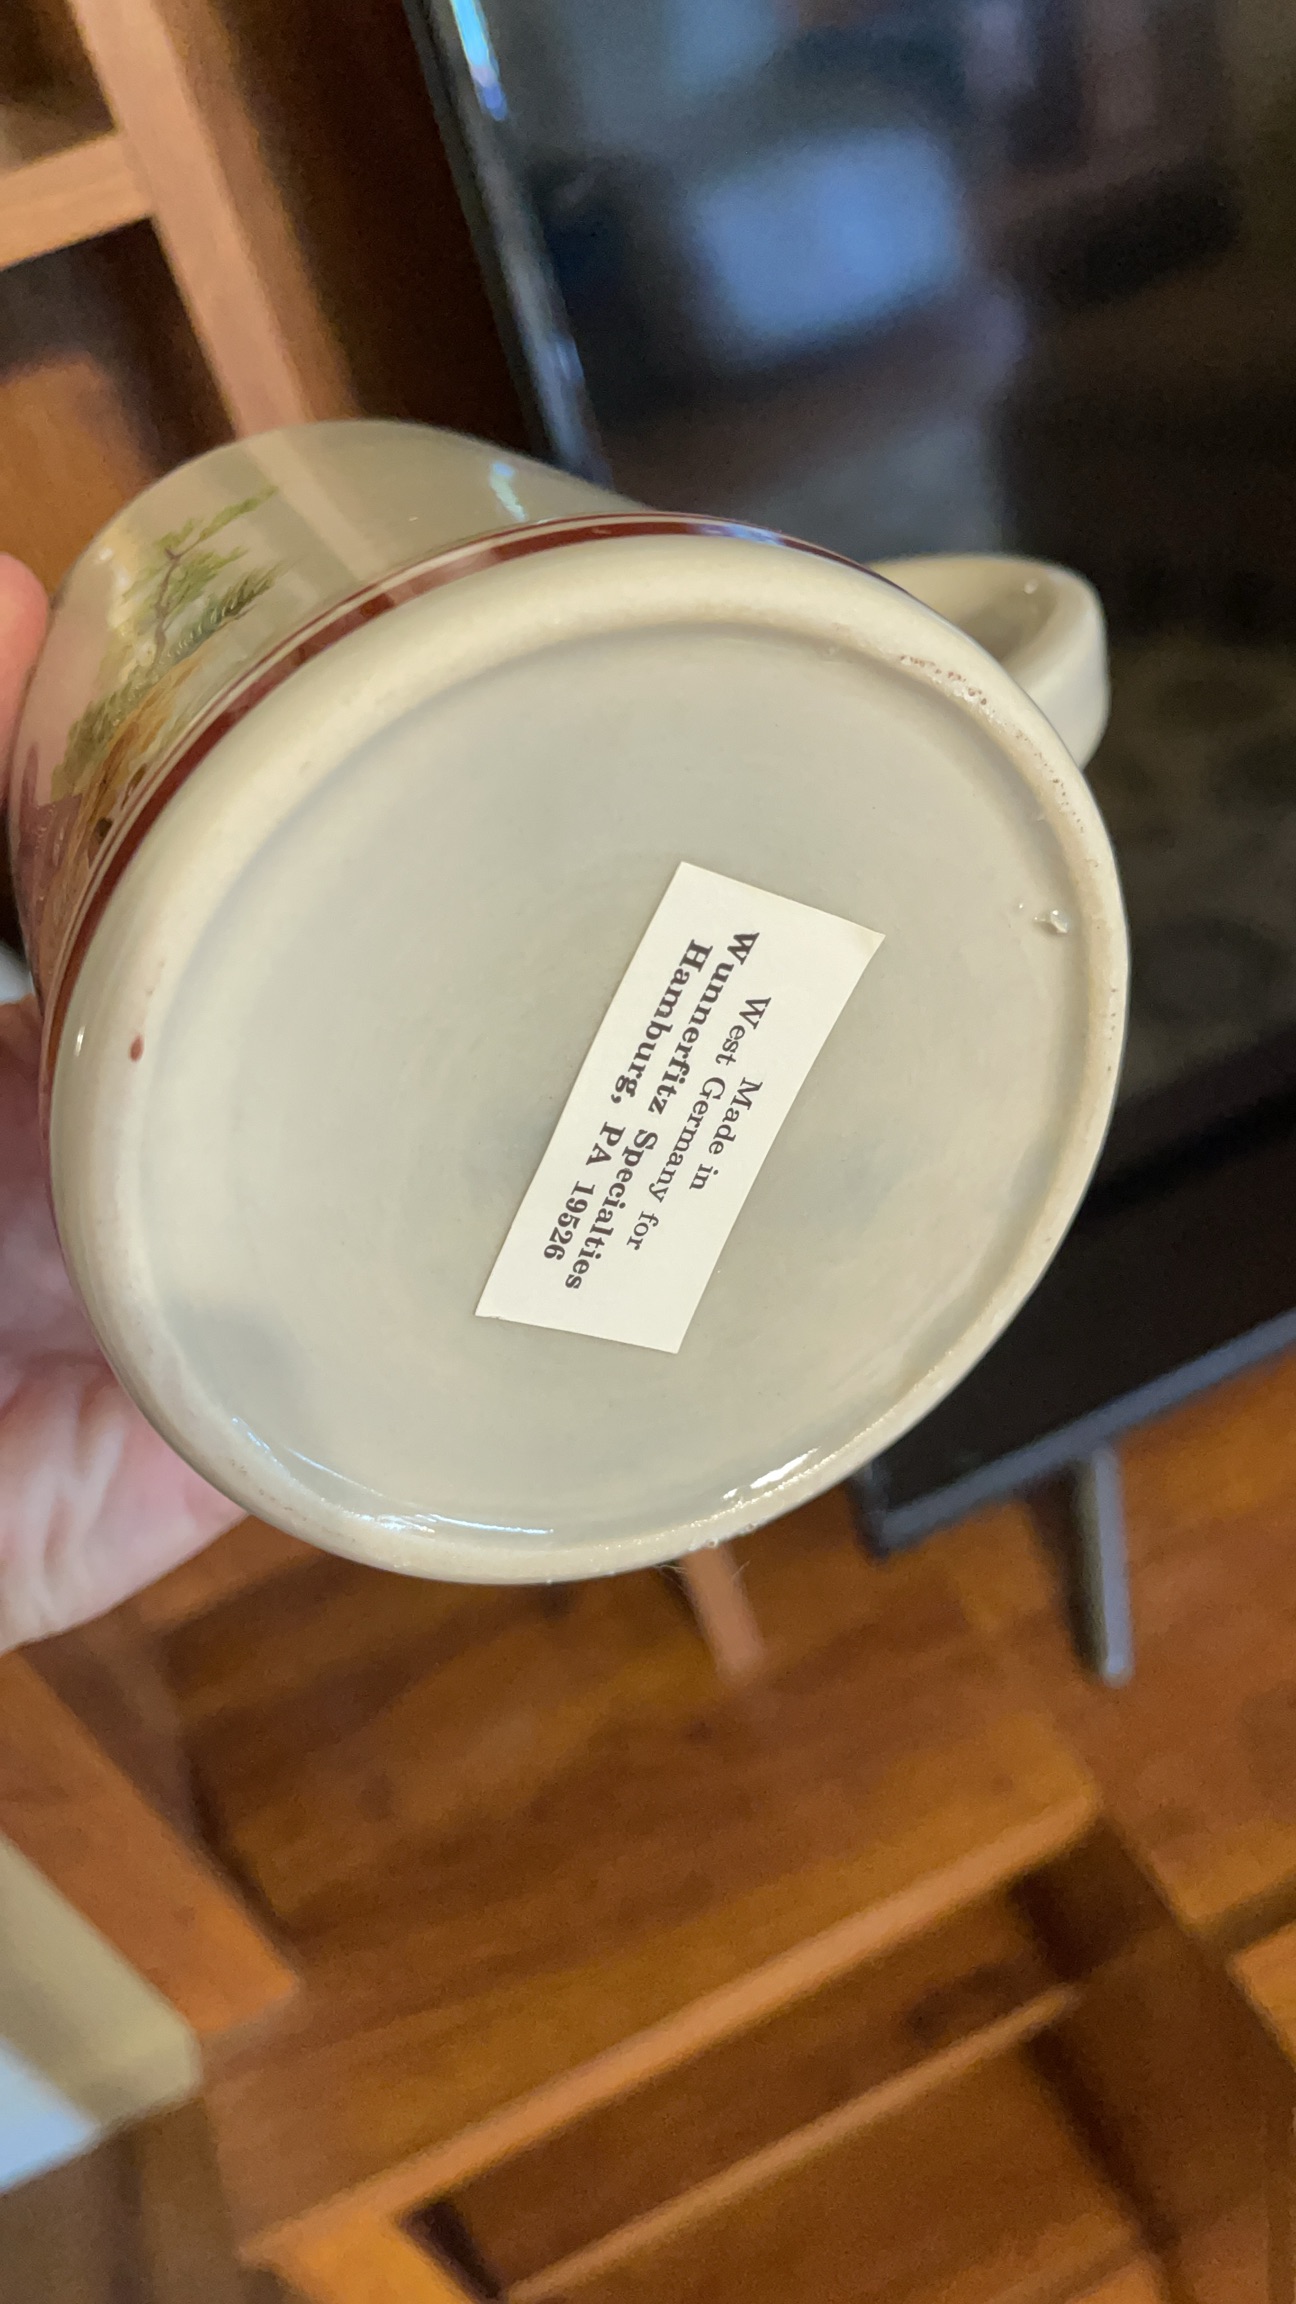 Made in
West Germany for
Wunnerfitz Specialties
Hamburg, PA 19526